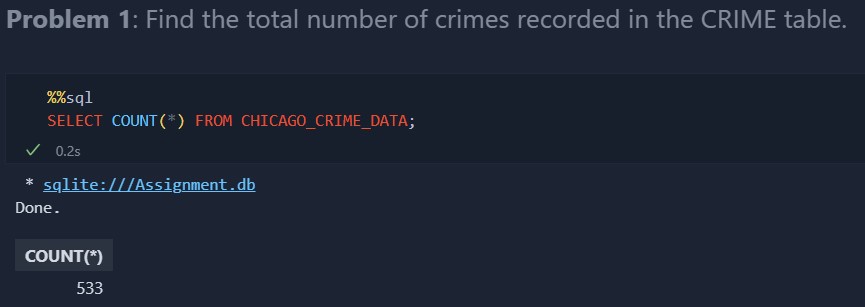 Problem 1: Find the total number of crimes recorded in the CRIME table.
%%sql
SELECT COUNT(*) FROM CHICAGO_CRIME_DATA;
✓ 0.2s
* sqlite:///Assignment.db
Done.
COUNT(*)
533